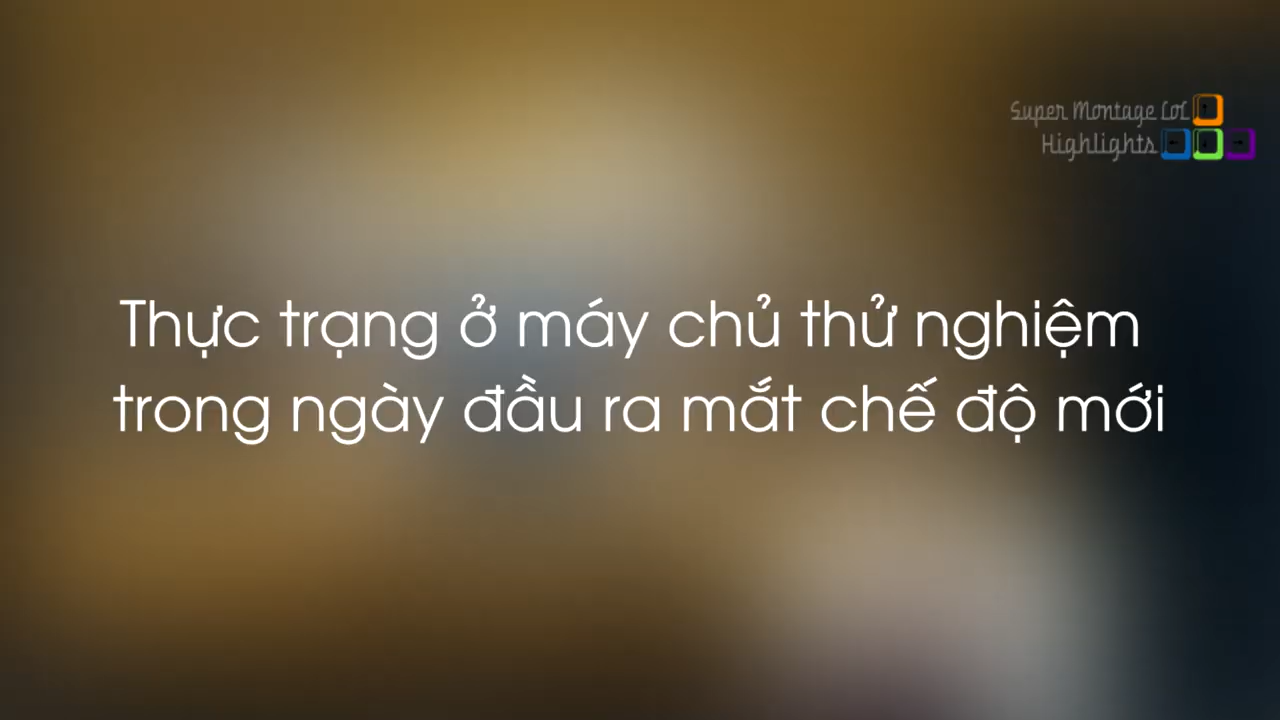 Super Montage LoL
Highlights
Thực trạng ở máy chủ thử nghiệm
trong ngày đầu ra mắt chế độ mới